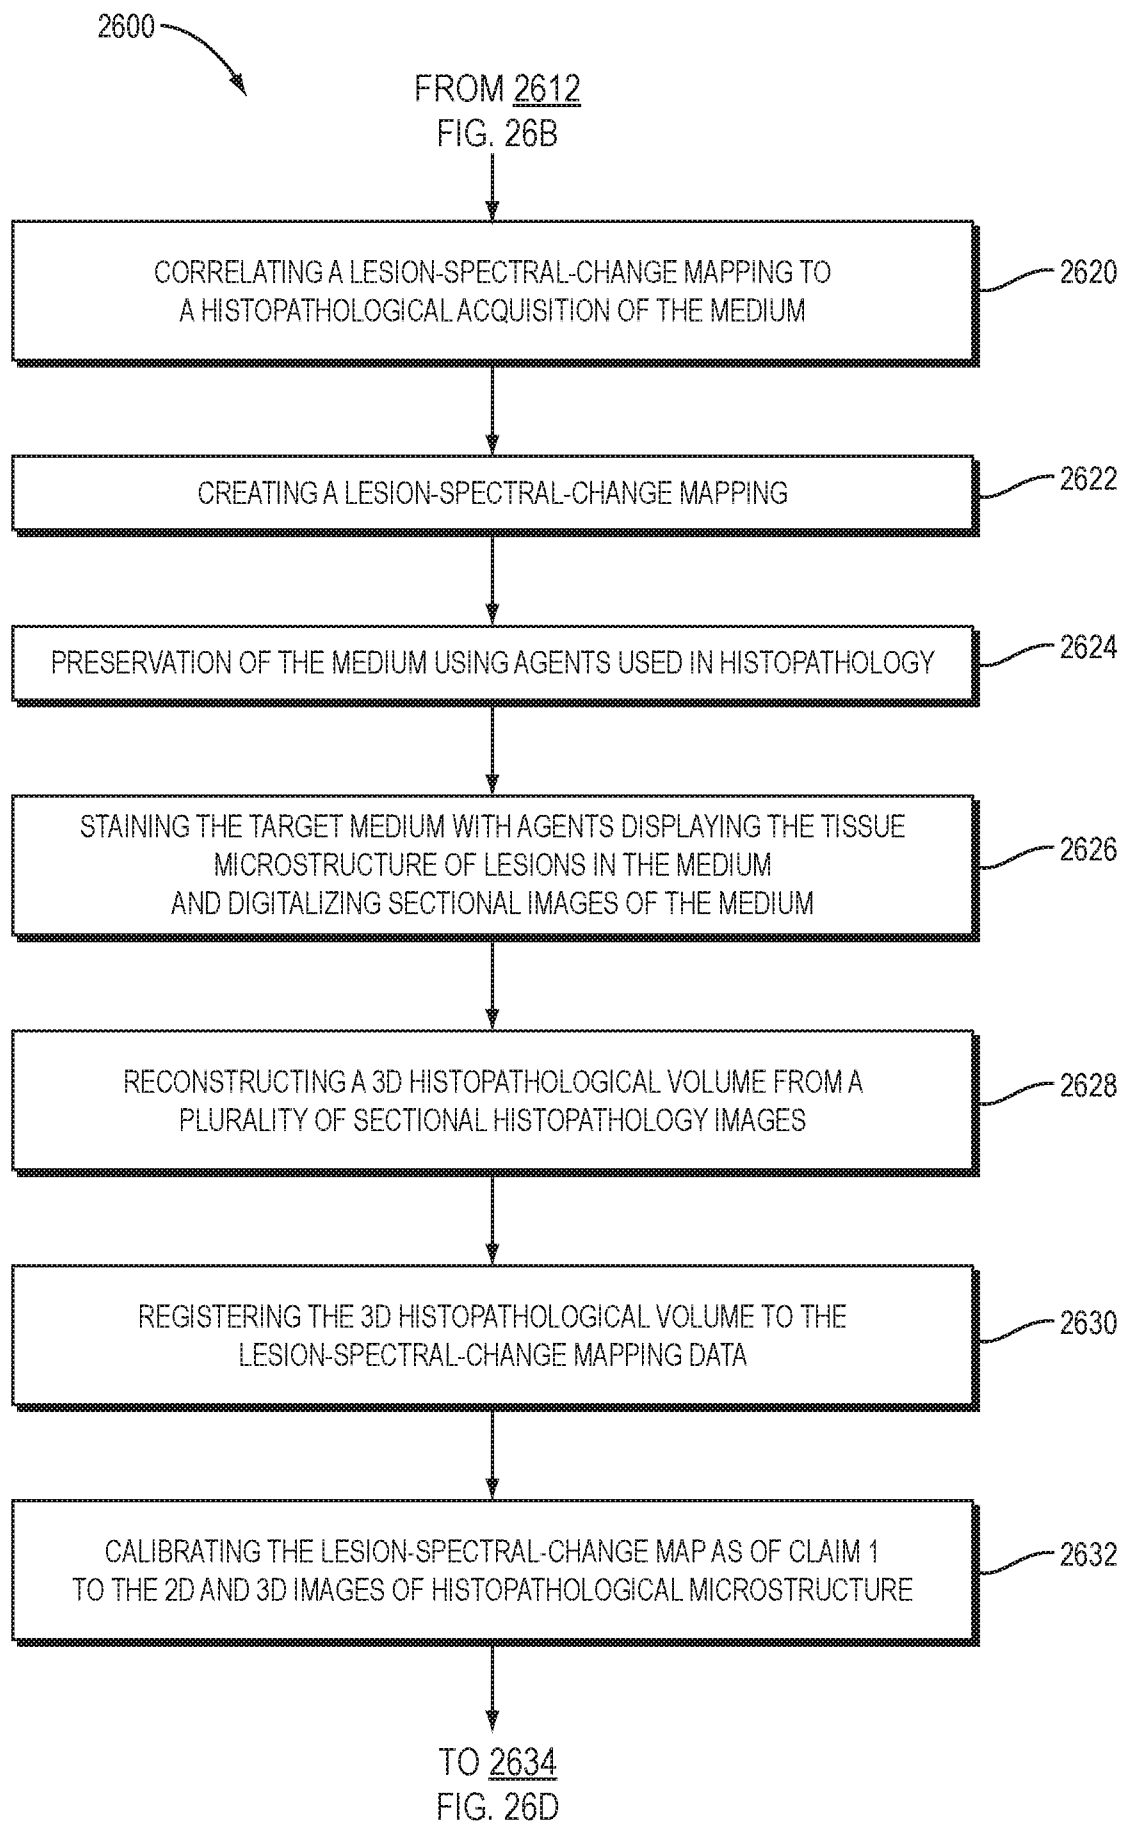 2600
FROM 2612
FIG. 26B
CORRELATING A LESION-SPECTRAL-CHANGE MAPPING TO
A HISTOPATHOLOGICAL ACQUISITION OF THE MEDIUM
2620
CREATING A LESION-SPECTRAL-CHANGE MAPPING
2622
PRESERVATION OF THE MEDIUM USING AGENTS USED IN HISTOPATHOLOGY
2624
STAINING THE TARGET MEDIUM WITH AGENTS DISPLAYING THE TISSUE
MICROSTRUCTURE OF LESIONS IN THE MEDIUM
AND DIGITALIZING SECTIONAL IMAGES OF THE MEDIUM
2626
RECONSTRUCTING A 3D HISTOPATHOLOGICAL VOLUME FROM A
PLURALITY OF SECTIONAL HISTOPATHOLOGY IMAGES
2628
REGISTERING THE 3D HISTOPATHOLOGICAL VOLUME TO THE
LESION-SPECTRAL-CHANGE MAPPING DATA
2630
CALIBRATING THE LESION-SPECTRAL-CHANGE MAP AS OF CLAIM 1
TO THE 2D AND 3D IMAGES OF HISTOPATHOLOGICAL MICROSTRUCTURE
2632
TO 2634
FIG. 26D